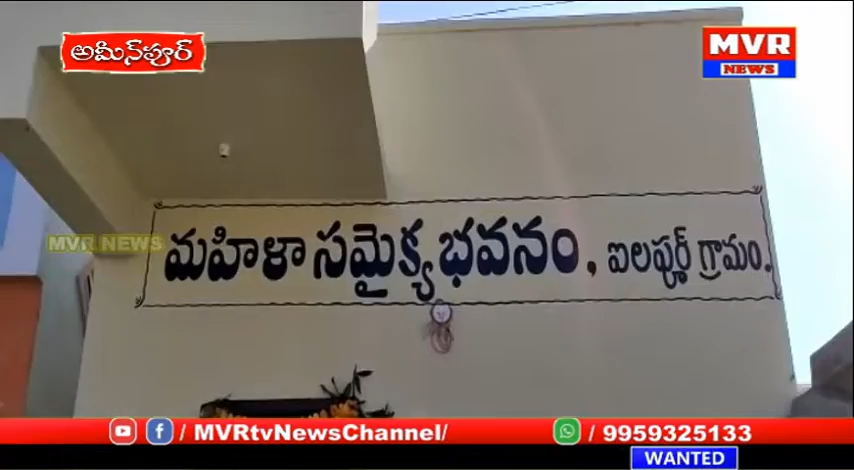 అమీన్‌పూర్
MVR
NEWS
MVR NEWS
మహిళా సమైక్య భవనం, ఐలపూర్ గ్రామం.
/ MVRtvNewsChannel/
/ 9959325133
WANTED